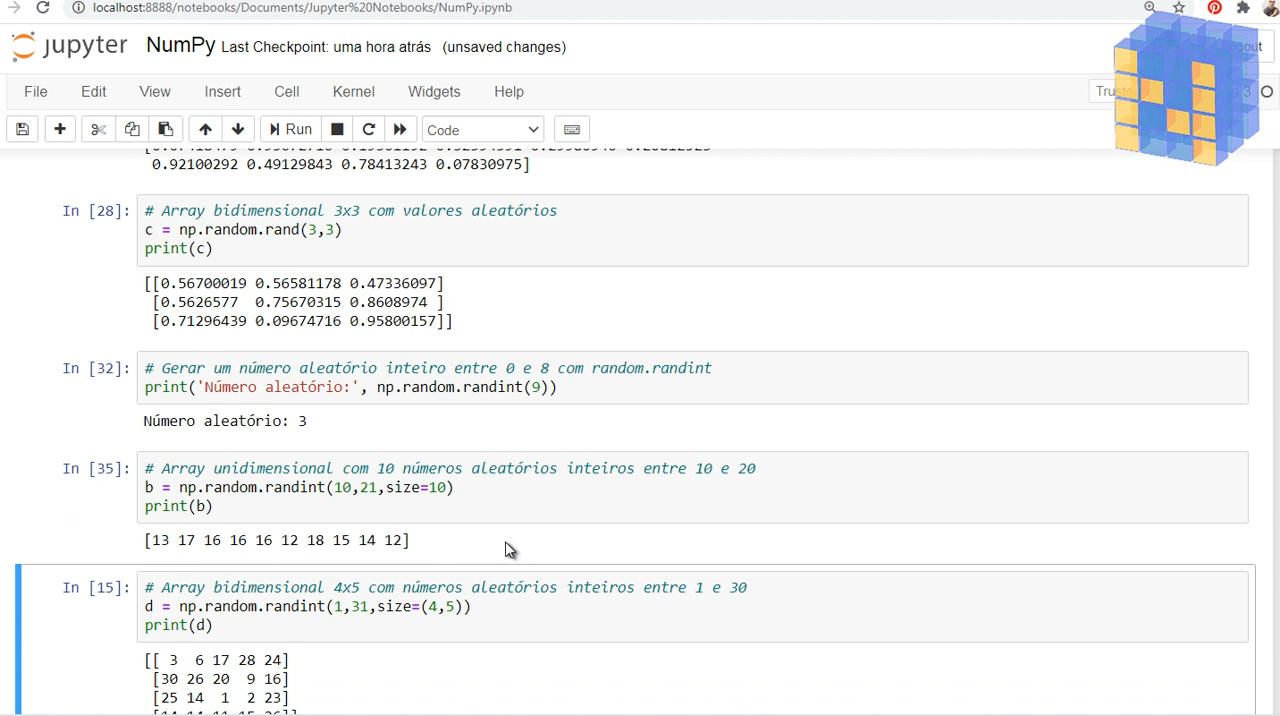 localhost:8888/notebooks/Documents/Jupyter%20Notebooks/NumPy.ipynb
jupyter NumPy Last Checkpoint: uma hora atrás (unsaved changes)
File Edit View Insert Cell Kernel Widgets Help
Run Code
0.92100292 0.49129843 0.78413243 0.07830975]
In [28]: # Array bidimensional 3x3 com valores aleatórios
c = np.random.rand(3,3)
print(c)
[[0.56700019 0.56581178 0.47336097]
[0.5626577  0.75670315 0.8608974 ]
[0.71296439 0.09674716 0.95800157]]
In [32]: # Gerar um número aleatório inteiro entre 0 e 8 com random.randint
print('Número aleatório:', np.random.randint(9))
Número aleatório: 3
In [35]: # Array unidimensional com 10 números aleatórios inteiros entre 10 e 20
b = np.random.randint(10,21,size=10)
print(b)
[13 17 16 16 16 12 18 15 14 12]
In [15]: # Array bidimensional 4x5 com números aleatórios inteiros entre 1 e 30
d = np.random.randint(1,31,size=(4,5))
print(d)
[[ 3  6 17 28 24]
[30 26 20  9 16]
[25 14  1  2 23]